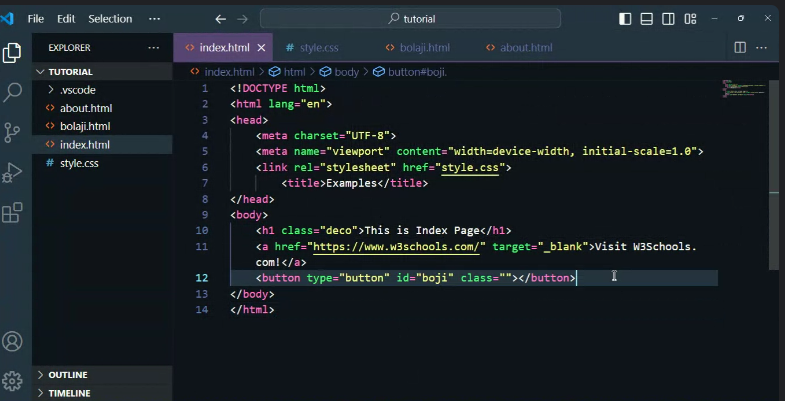 File Edit Selection ··· tutorial
EXPLORER ···
index.html style.css bolaji.html about.html
TUTORIAL
.vscode
about.html
bolaji.html
index.html
style.css
OUTLINE
TIMELINE
index.html > html > body > button#boji.
1 <!DOCTYPE html>
2 <html lang="en">
3 <head>
4 <meta charset="UTF-8">
5 <meta name="viewport" content="width=device-width, initial-scale=1.0">
6 <link rel="stylesheet" href="style.css">
7 <title>Examples</title>
8 </head>
9 <body>
10 <h1 class="deco">This is Index Page</h1>
11 <a href="https://www.w3schools.com/" target="_blank">Visit W3Schools.
com!</a>
12 <button type="button" id="boji" class=""></button>
13 </body>
14 </html>